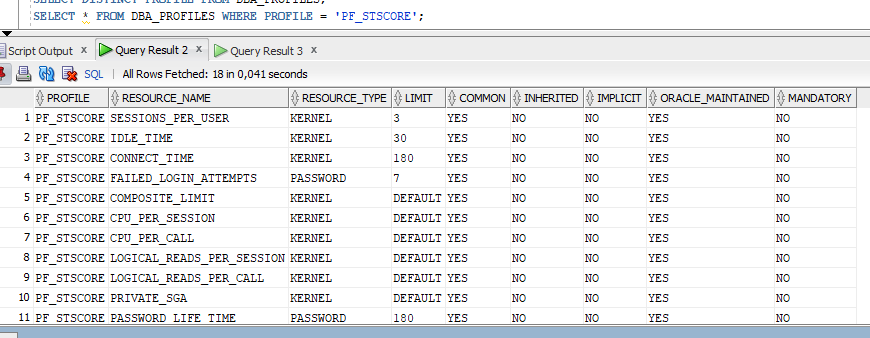 SELECT DISTINCT PROFILE FROM DBA_PROFILES;
SELECT * FROM DBA_PROFILES WHERE PROFILE = 'PF_STSCORE';
Script Output x Query Result 2 x Query Result 3 x
SQL | All Rows Fetched: 18 in 0,041 seconds
PROFILE RESOURCE_NAME RESOURCE_TYPE LIMIT COMMON INHERITED IMPLICIT ORACLE_MAINTAINED MANDATORY
1 PF_STSCORE SESSIONS_PER_USER KERNEL 3 YES NO NO YES NO
2 PF_STSCORE IDLE_TIME KERNEL 30 YES NO NO YES NO
3 PF_STSCORE CONNECT_TIME KERNEL 180 YES NO NO YES NO
4 PF_STSCORE FAILED_LOGIN_ATTEMPTS PASSWORD 7 YES NO NO YES NO
5 PF_STSCORE COMPOSITE_LIMIT KERNEL DEFAULT YES NO NO YES NO
6 PF_STSCORE CPU_PER_SESSION KERNEL DEFAULT YES NO NO YES NO
7 PF_STSCORE CPU_PER_CALL KERNEL DEFAULT YES NO NO YES NO
8 PF_STSCORE LOGICAL_READS_PER_SESSION KERNEL DEFAULT YES NO NO YES NO
9 PF_STSCORE LOGICAL_READS_PER_CALL KERNEL DEFAULT YES NO NO YES NO
10 PF_STSCORE PRIVATE_SGA KERNEL DEFAULT YES NO NO YES NO
11 PF_STSCORE PASSWORD_LIFE_TIME PASSWORD 180 YES NO NO YES NO